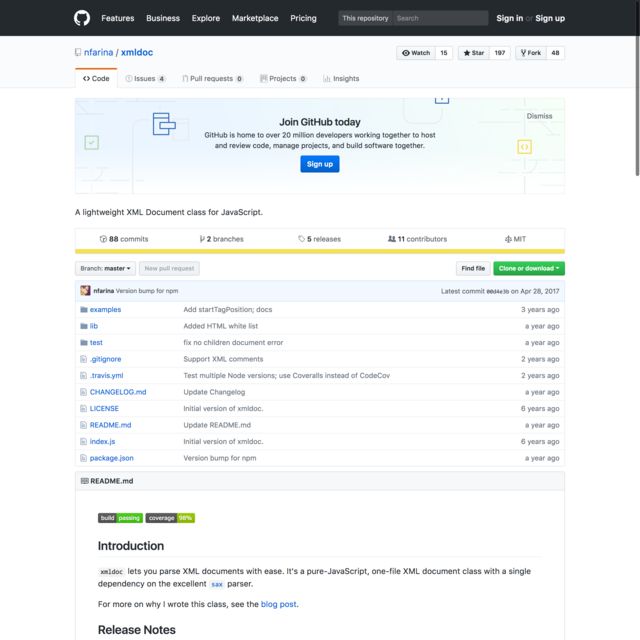 Features Business Explore Marketplace Pricing This repository Search Sign in or Sign up
nfarina / xmldoc Watch 15 Star 197 Fork 48
Code Issues 4 Pull requests 0 Projects 0 Insights
Dismiss
Join GitHub today
GitHub is home to over 20 million developers working together to host
and review code, manage projects, and build software together.
Sign up
A lightweight XML Document class for JavaScript.
88 commits 2 branches 5 releases 11 contributors MIT
Branch: master New pull request Find file Clone or download
nfarina Version bump for npm Latest commit 00d4e3b on Apr 28, 2017
examples Add startTagPosition; docs 3 years ago
lib Added HTML white list a year ago
test fix no children document error a year ago
.gitignore Support XML comments 2 years ago
.travis.yml Test multiple Node versions; use Coveralls instead of CodeCov 2 years ago
CHANGELOG.md Update Changelog a year ago
LICENSE Initial version of xmldoc. 6 years ago
README.md Update README.md a year ago
index.js Initial version of xmldoc. 6 years ago
package.json Version bump for npm a year ago
README.md
build passing coverage 98%
Introduction
xmldoc lets you parse XML documents with ease. It's a pure-JavaScript, one-file XML document class with a single
dependency on the excellent sax parser.
For more on why I wrote this class, see the blog post.
Release Notes